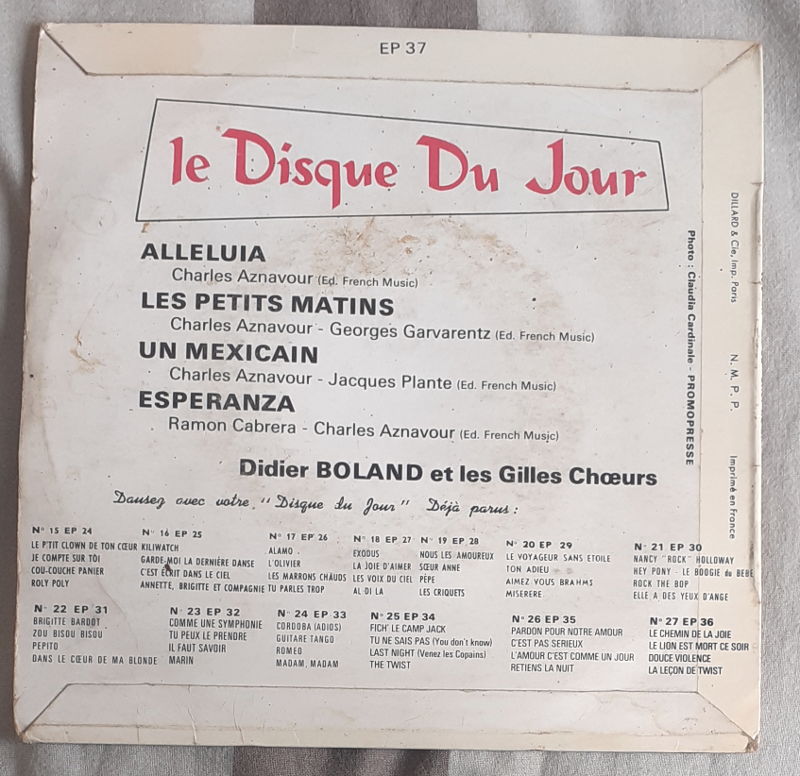 EP 37
le Disque Du Jour
ALLELUIA
Charles Aznavour (Ed. French Music)
LES PETITS MATINS
Charles Aznavour - Georges Garvarentz (Ed. French Music)
UN MEXICAIN
Charles Aznavour - Jacques Plante (Ed. French Music)
ESPERANZA
Ramon Cabrera - Charles Aznavour (Ed. French Music)
Didier BOLAND et les Gilles Chœurs
Dansez avec votre "Disque du Jour" Déjà parus :
N° 15 EP 24
LE P'TIT CLOWN DE TON CŒUR
JE COMPTE SUR TOI
COU-COUCHE PANIER
ROLY POLY
N° 16 EP 25
KILIWATCH
GARDE-MOI LA DERNIÈRE DANSE
C'EST ÉCRIT DANS LE CIEL
ANNETTE, BRIGITTE ET COMPAGNIE
N° 17 EP 26
ALAMO
L'OLIVIER
LES MARRONS CHAUDS
TU PARLES TROP
N° 18 EP 27
EXODUS
LA JOIE D'AIMER
LES VOIX DU CIEL
AL DI LA
N° 19 EP 28
NOUS LES AMOUREUX
SŒUR ANNE
PÉPÉ
LES CRIQUETS
N° 20 EP 29
LE VOYAGEUR SANS ETOILE
TON ADIEU
AIMEZ VOUS BRAHMS
MISERERE
N° 21 EP 30
NANCY "ROCK" HOLLOWAY
HEY PONY - LE BOOGIE du BEBE
ROCK THE BOP
ELLE A DES YEUX D'ANGE
N° 22 EP 31
BRIGITTE BARDOT
ZOU BISOU BISOU
PEPITO
DANS LE CŒUR DE MA BLONDE
N° 23 EP 32
COMME UNE SYMPHONIE
TU PEUX LE PRENDRE
IL FAUT SAVOIR
MARIN
N° 24 EP 33
CORDOBA (ADIOS)
GUITARE TANGO
ROMEO
MADAM, MADAM
N° 25 EP 34
FICH' LE CAMP JACK
TU NE SAIS PAS (You don't know)
LAST NIGHT (Venez les Copains)
THE TWIST
N° 26 EP 35
PARDON POUR NOTRE AMOUR
C'EST PAS SERIEUX
L'AMOUR C'EST COMME UN JOUR
RETIENS LA NUIT
N° 27 EP 36
LE CHEMIN DE LA JOIE
LE LION EST MORT CE SOIR
DOUCE VIOLENCE
LA LEÇON DE TWIST
Photo : Claudia Cardinale - PROMOPRESSE
DILLARD & Cie, Imp. Paris N. M. P. P. Imprimé en France